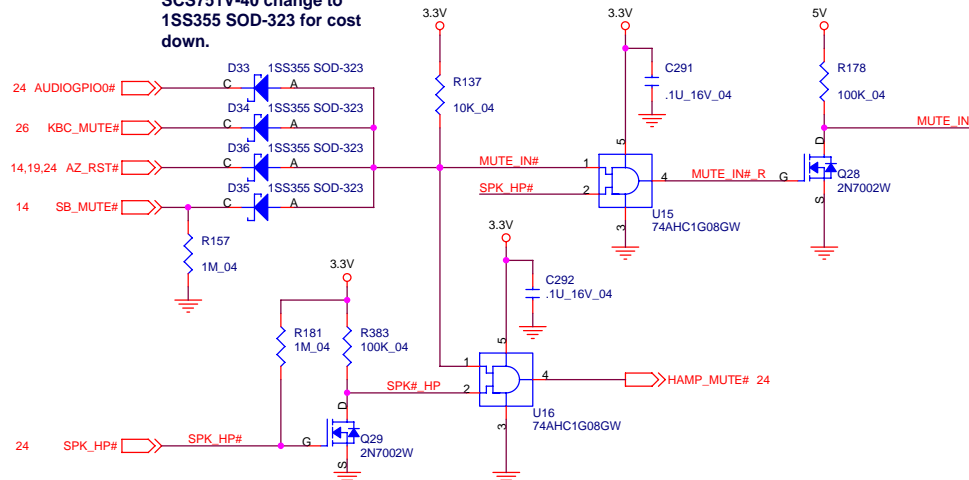 SCS751V-40 change to
1SS355 SOD-323 for cost
down.
3.3V
3.3V
5V
D33 1SS355 SOD-323
24 AUDIOGPIO0#
C A
R137
10K_04
C291
.1U_16V_04
R178
100K_04
D34 1SS355 SOD-323
26 KBC_MUTE#
C A
MUTE_IN
D36 1SS355 SOD-323
14,19,24 AZ_RST#
C A
MUTE_IN#
1
5
4
MUTE_IN#_R
G
D
S
Q28
2N7002W
D35 1SS355 SOD-323
14 SB_MUTE#
C A
SPK_HP#
2
3
U15
74AHC1G08GW
R157
1M_04
3.3V
3.3V
C292
.1U_16V_04
R181
1M_04
R383
100K_04
1
5
4
HAMP_MUTE# 24
SPK#_HP
2
3
U16
74AHC1G08GW
24 SPK_HP#
SPK_HP#
G
D
S
Q29
2N7002W